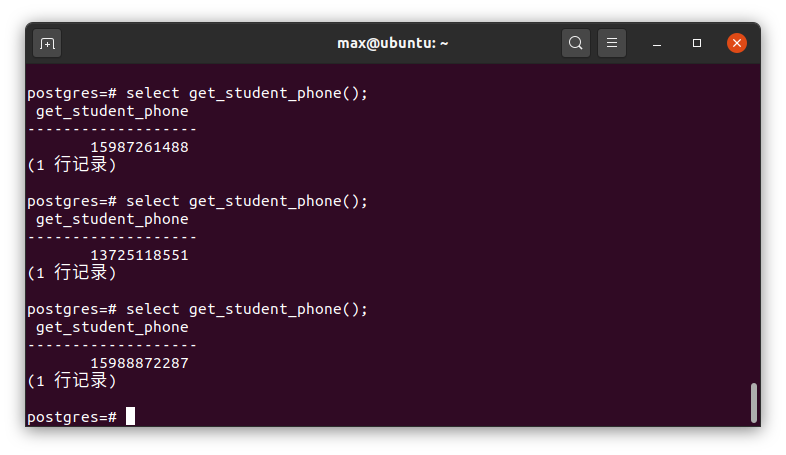 max@ubuntu: ~
postgres=# select get_student_phone();
 get_student_phone
-------------------
       15987261488
(1 行记录)
postgres=# select get_student_phone();
 get_student_phone
-------------------
       13725118551
(1 行记录)
postgres=# select get_student_phone();
 get_student_phone
-------------------
       15988872287
(1 行记录)
postgres=#